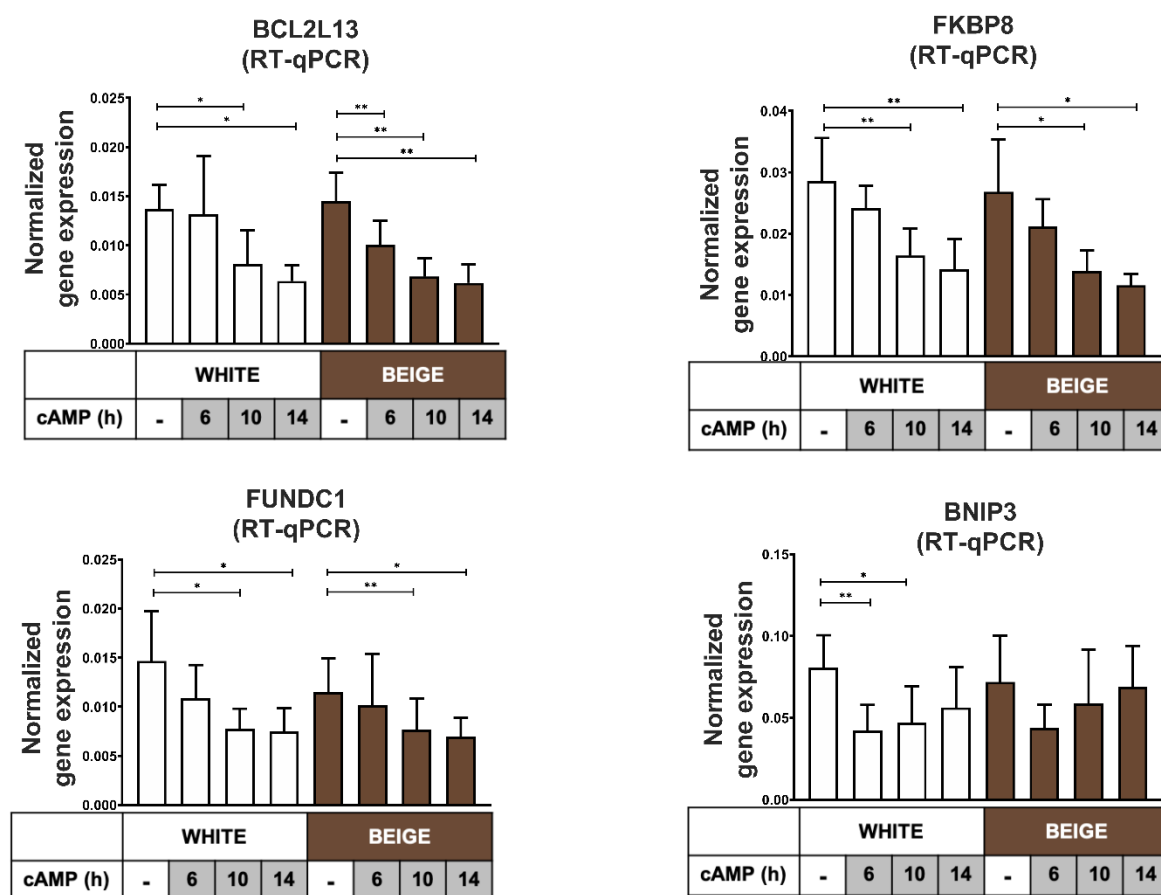 BCL2L13
(RT-qPCR)
Normalized
gene expression
0.025
0.020
0.015
0.010
0.005
0.000
*
*
**
**
**
WHITE BEIGE
cAMP (h) - 6 10 14 - 6 10 14
FKBP8
(RT-qPCR)
Normalized
gene expression
0.04
0.03
0.02
0.01
0.00
**
**
*
*
WHITE BEIGE
cAMP (h) - 6 10 14 - 6 10 14
FUNDC1
(RT-qPCR)
Normalized
gene expression
0.025
0.020
0.015
0.010
0.005
0.000
*
*
*
**
WHITE BEIGE
cAMP (h) - 6 10 14 - 6 10 14
BNIP3
(RT-qPCR)
Normalized
gene expression
0.15
0.10
0.05
0.00
*
**
WHITE BEIGE
cAMP (h) - 6 10 14 - 6 10 14